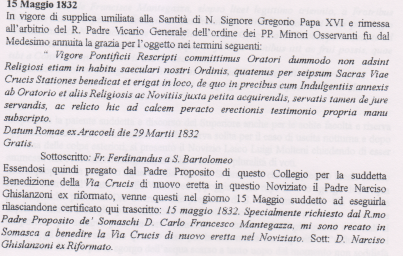 15 Maggio 1832
In vigore di supplica umiliata alla Santità di N. Signore Gregorio Papa XVI e rimessa
all'arbitrio del R. Padre Vicario Generale dell'ordine dei PP. Minori Osservanti fu dal
Medesimo annuita la grazia per l'oggetto nei termini seguenti:
" Vigore Pontificii Rescripti committimus Oratori dummodo non adsint
Religiosi etiam in habitu saeculari nostri Ordinis, quatenus per seipsum Sacras Viae
Crucis Stationes benedicat et erigat in loco, de quo in precibus cum Indulgentiis annexis
ab Oratorio et aliis Religiosis ac Novitiis juxta petita acquirendis, servatis tamen de jure
servandis, ac relicto hic ad calcem peracto erectionis testimonio propria manu
subscripto.
Datum Romae ex Aracoeli die 29 Martii 1832
Gratis.
Sottoscritto: Fr. Ferdinandus a S. Bartolomeo
Essendosi quindi pregato dal Padre Proposito di questo Collegio per la suddetta
Benedizione della Via Crucis di nuovo eretta in questo Noviziato il Padre Narciso
Ghislanzoni ex riformato, venne questi nel giorno 15 Maggio suddetto ad eseguirla
rilasciandone certificato qui trascritto: 15 maggio 1832. Specialmente richiesto dal R.mo
Padre Proposito de' Somaschi D. Carlo Francesco Mantegazza, mi sono recato in
Somasca a benedire la Via Crucis di nuovo eretta nel Noviziato. Sott: D. Narciso
Ghislanzoni ex Riformato.